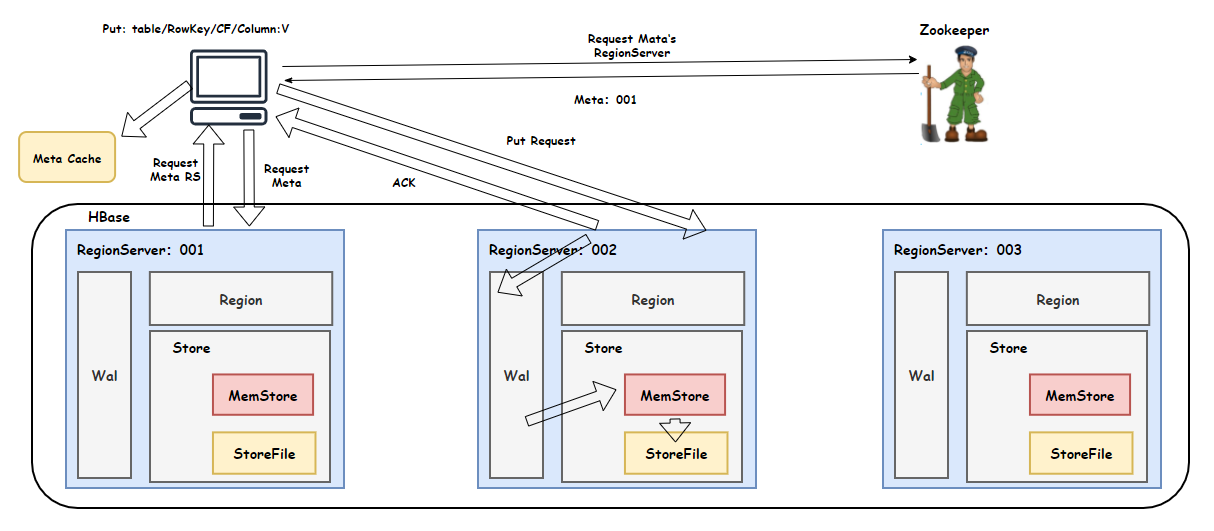 Put: table/RowKey/CF/Column:V
Zookeeper
Request Mata's
RegionServer
Meta: 001
Put Request
Meta Cache
Request
Meta RS
Request
Meta
ACK
HBase
RegionServer: 001
Wal
Region
Store
MemStore
StoreFile
RegionServer: 002
Wal
Region
Store
MemStore
StoreFile
RegionServer: 003
Wal
Region
Store
MemStore
StoreFile